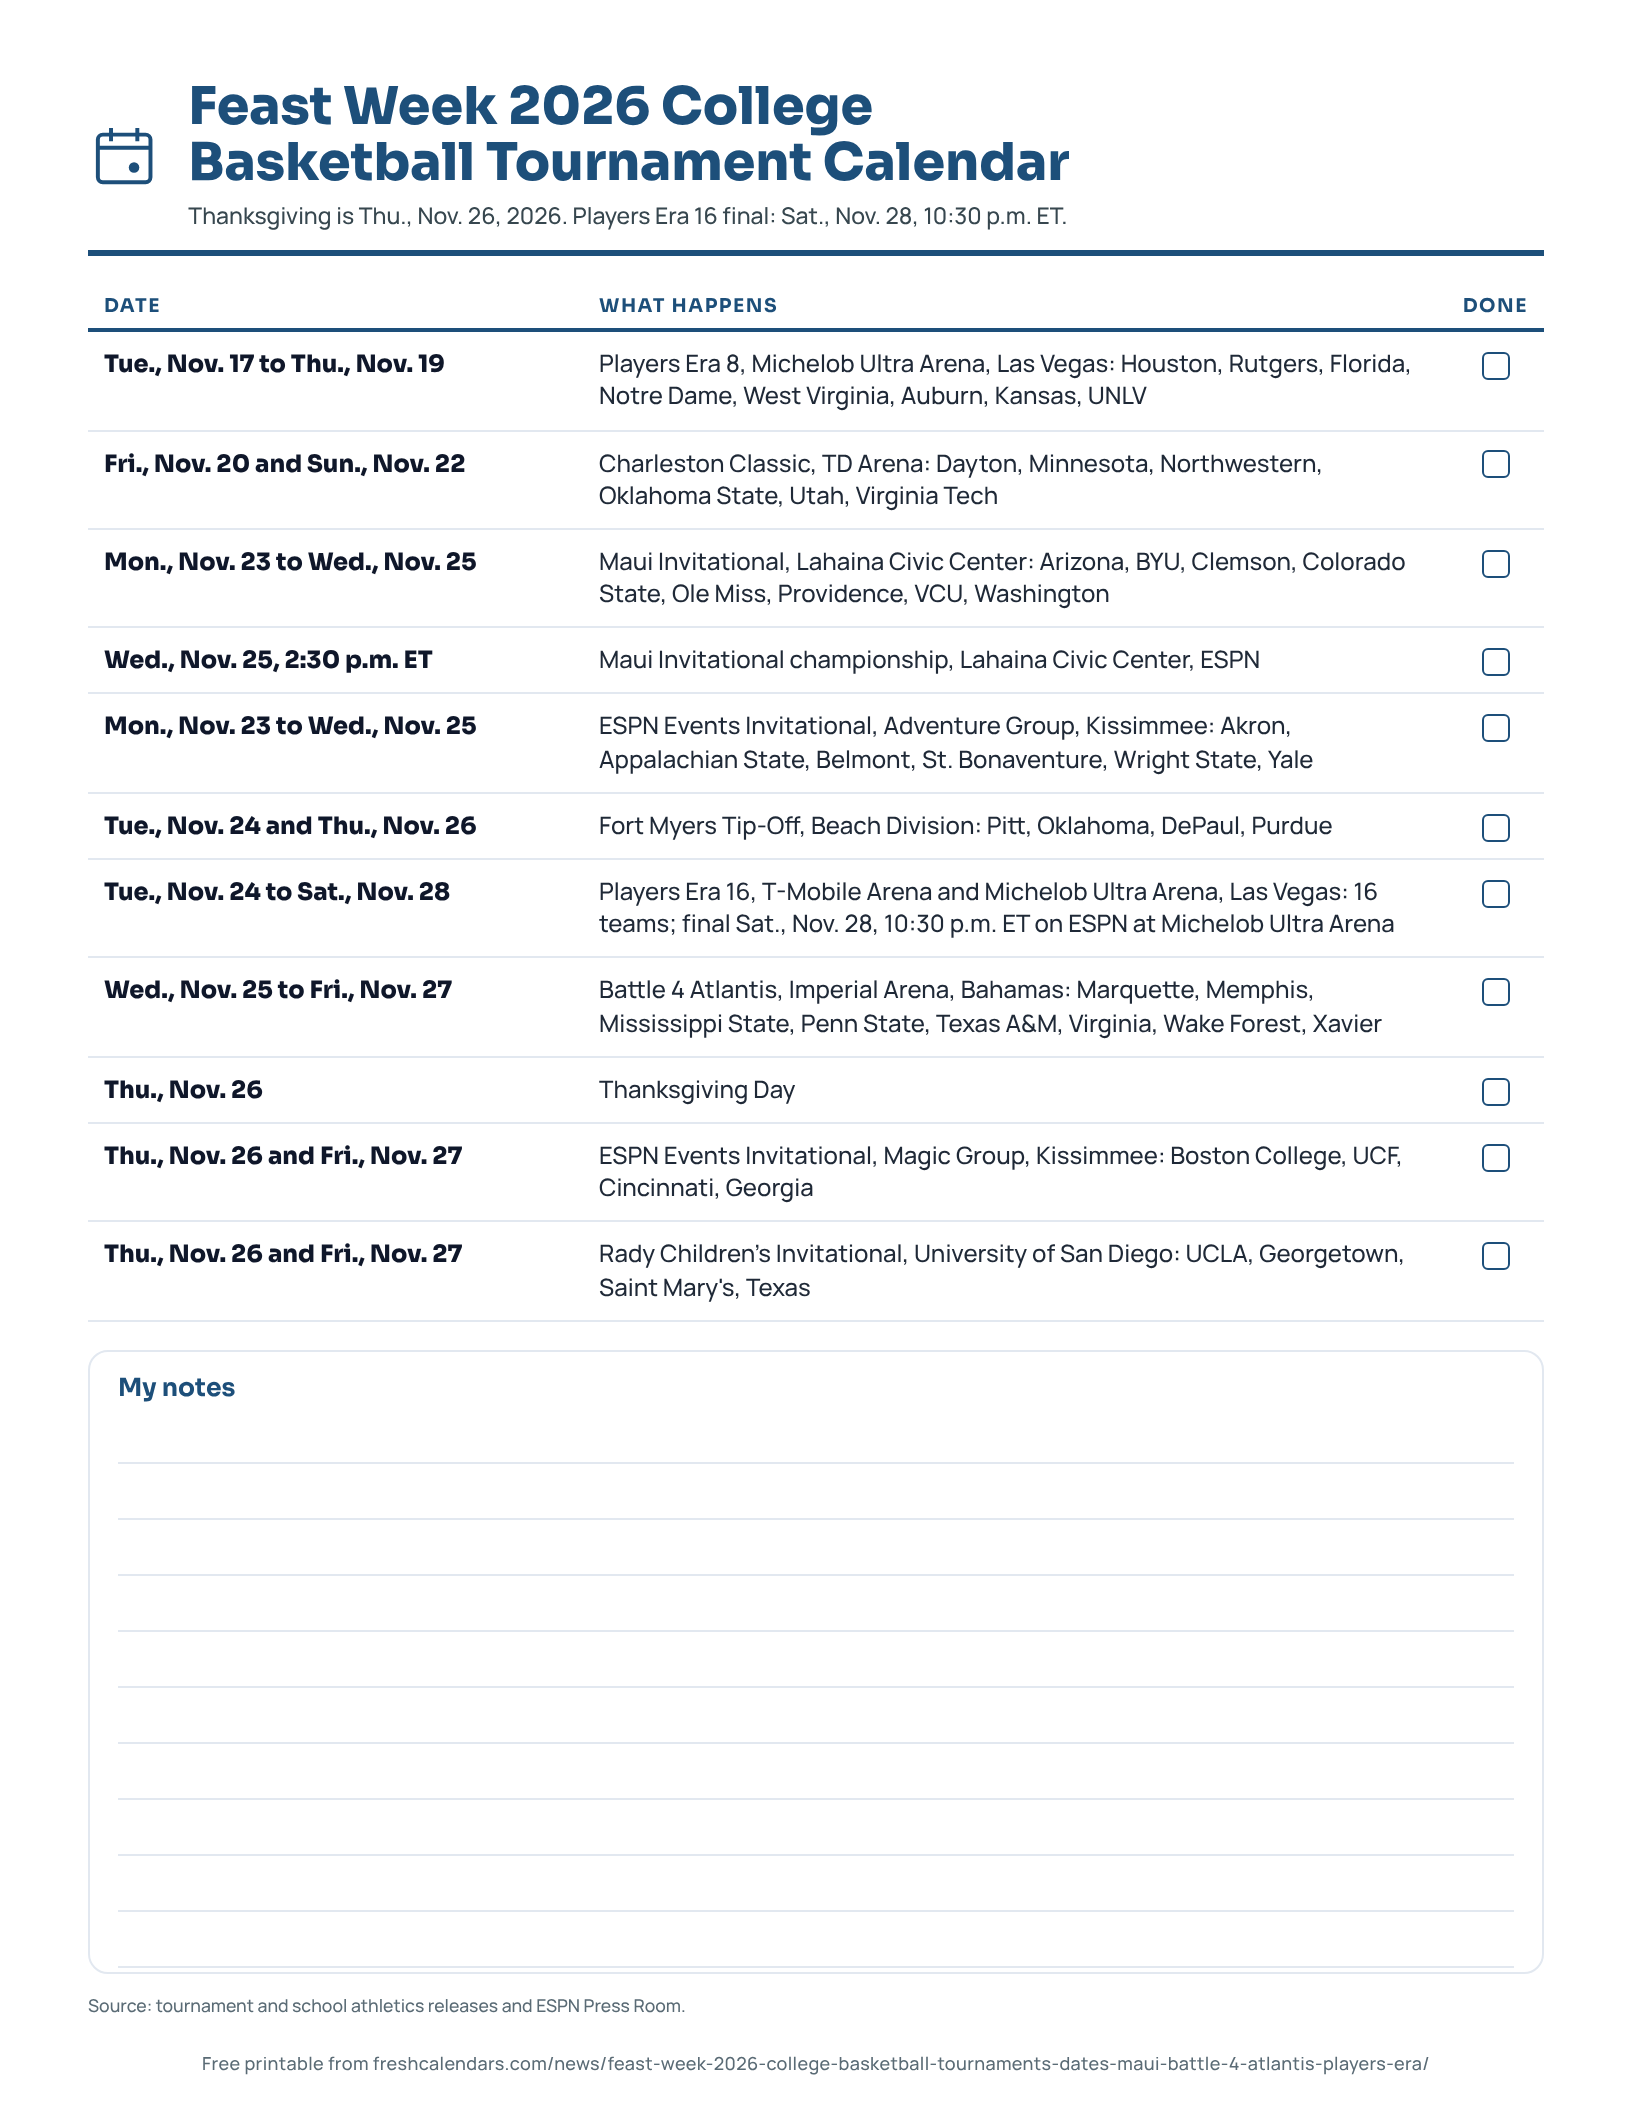 Feast Week 2026 College
Basketball Tournament Calendar
Thanksgiving is Thu., Nov. 26, 2026. Players Era 16 final: Sat., Nov. 28, 10:30 p.m. ET.
DATE WHAT HAPPENS DONE
Tue., Nov. 17 to Thu., Nov. 19 Players Era 8, Michelob Ultra Arena, Las Vegas: Houston, Rutgers, Florida,
Notre Dame, West Virginia, Auburn, Kansas, UNLV
Fri., Nov. 20 and Sun., Nov. 22 Charleston Classic, TD Arena: Dayton, Minnesota, Northwestern,
Oklahoma State, Utah, Virginia Tech
Mon., Nov. 23 to Wed., Nov. 25 Maui Invitational, Lahaina Civic Center: Arizona, BYU, Clemson, Colorado
State, Ole Miss, Providence, VCU, Washington
Wed., Nov. 25, 2:30 p.m. ET Maui Invitational championship, Lahaina Civic Center, ESPN
Mon., Nov. 23 to Wed., Nov. 25 ESPN Events Invitational, Adventure Group, Kissimmee: Akron,
Appalachian State, Belmont, St. Bonaventure, Wright State, Yale
Tue., Nov. 24 and Thu., Nov. 26 Fort Myers Tip-Off, Beach Division: Pitt, Oklahoma, DePaul, Purdue
Tue., Nov. 24 to Sat., Nov. 28 Players Era 16, T-Mobile Arena and Michelob Ultra Arena, Las Vegas: 16
teams; final Sat., Nov. 28, 10:30 p.m. ET on ESPN at Michelob Ultra Arena
Wed., Nov. 25 to Fri., Nov. 27 Battle 4 Atlantis, Imperial Arena, Bahamas: Marquette, Memphis,
Mississippi State, Penn State, Texas A&M, Virginia, Wake Forest, Xavier
Thu., Nov. 26 Thanksgiving Day
Thu., Nov. 26 and Fri., Nov. 27 ESPN Events Invitational, Magic Group, Kissimmee: Boston College, UCF,
Cincinnati, Georgia
Thu., Nov. 26 and Fri., Nov. 27 Rady Children’s Invitational, University of San Diego: UCLA, Georgetown,
Saint Mary's, Texas
My notes
Source: tournament and school athletics releases and ESPN Press Room.
Free printable from freshcalendars.com/news/feast-week-2026-college-basketball-tournaments-dates-maui-battle-4-atlantis-players-era/